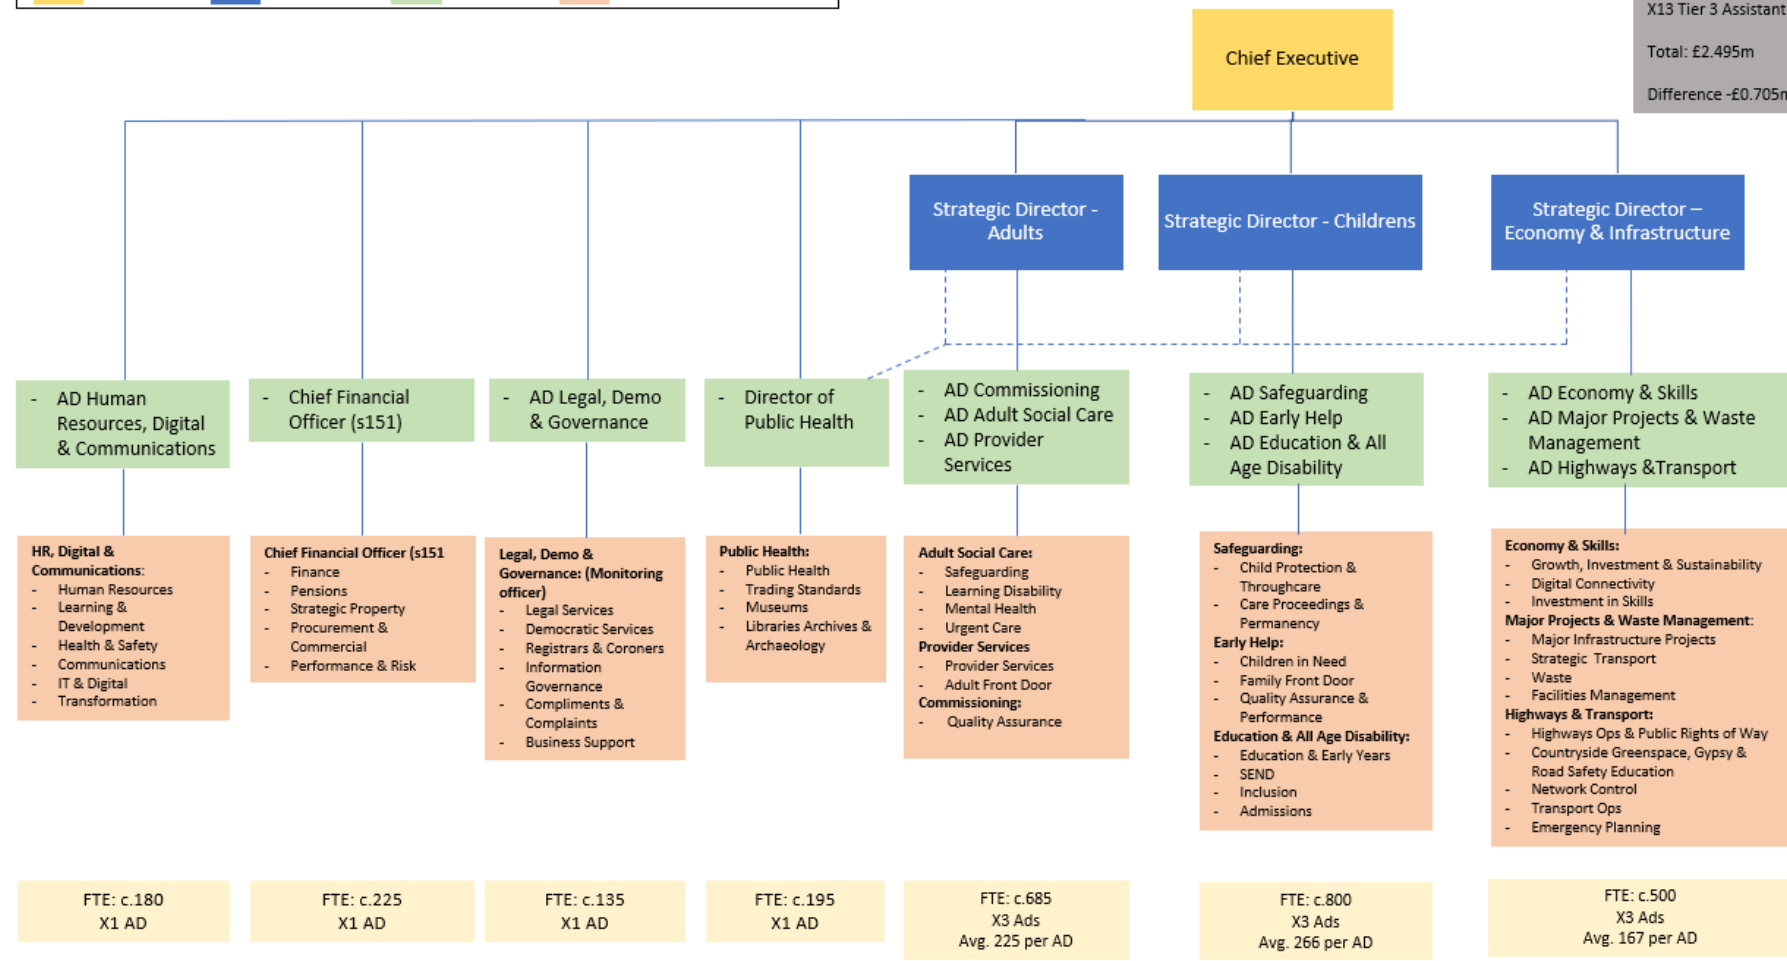 X13 Tier 3 Assistant
Total: £2.495m
Difference -£0.705m
Chief Executive
Strategic Director -
Adults
Strategic Director - Childrens
Strategic Director –
Economy & Infrastructure
- AD Human
Resources, Digital
& Communications
- Chief Financial
Officer (s151)
- AD Legal, Demo
& Governance
- Director of
Public Health
- AD Commissioning
- AD Adult Social Care
- AD Provider
Services
- AD Safeguarding
- AD Early Help
- AD Education & All
Age Disability
- AD Economy & Skills
- AD Major Projects & Waste
Management
- AD Highways &Transport
HR, Digital &
Communications:
- Human Resources
- Learning &
Development
- Health & Safety
- Communications
- IT & Digital
- Transformation
Chief Financial Officer (s151
- Finance
- Pensions
- Strategic Property
- Procurement &
Commercial
- Performance & Risk
Legal, Demo &
Governance: (Monitoring
officer)
- Legal Services
- Democratic Services
- Registrars & Coroners
- Information
Governance
- Compliments &
Complaints
- Business Support
Public Health:
- Public Health
- Trading Standards
- Museums
- Libraries Archives &
Archaeology
Adult Social Care:
- Safeguarding
- Learning Disability
- Mental Health
- Urgent Care
Provider Services
- Provider Services
- Adult Front Door
Commissioning:
- Quality Assurance
Safeguarding:
- Child Protection &
Throughcare
- Care Proceedings &
Permanency
Early Help:
- Children in Need
- Family Front Door
- Quality Assurance &
Performance
Education & All Age Disability:
- Education & Early Years
- SEND
- Inclusion
- Admissions
Economy & Skills:
- Growth, Investment & Sustainability
- Digital Connectivity
- Investment in Skills
Major Projects & Waste Management:
- Major Infrastructure Projects
- Strategic Transport
- Waste
- Facilities Management
Highways & Transport:
- Highways Ops & Public Rights of Way
- Countryside Greenspace, Gypsy &
Road Safety Education
- Network Control
- Transport Ops
- Emergency Planning
FTE: c.180
X1 AD
FTE: c.225
X1 AD
FTE: c.135
X1 AD
FTE: c.195
X1 AD
FTE: c.685
X3 Ads
Avg. 225 per AD
FTE: c.800
X3 Ads
Avg. 266 per AD
FTE: c.500
X3 Ads
Avg. 167 per AD